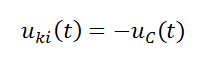 u_{ki}(t) = −u_C(t)